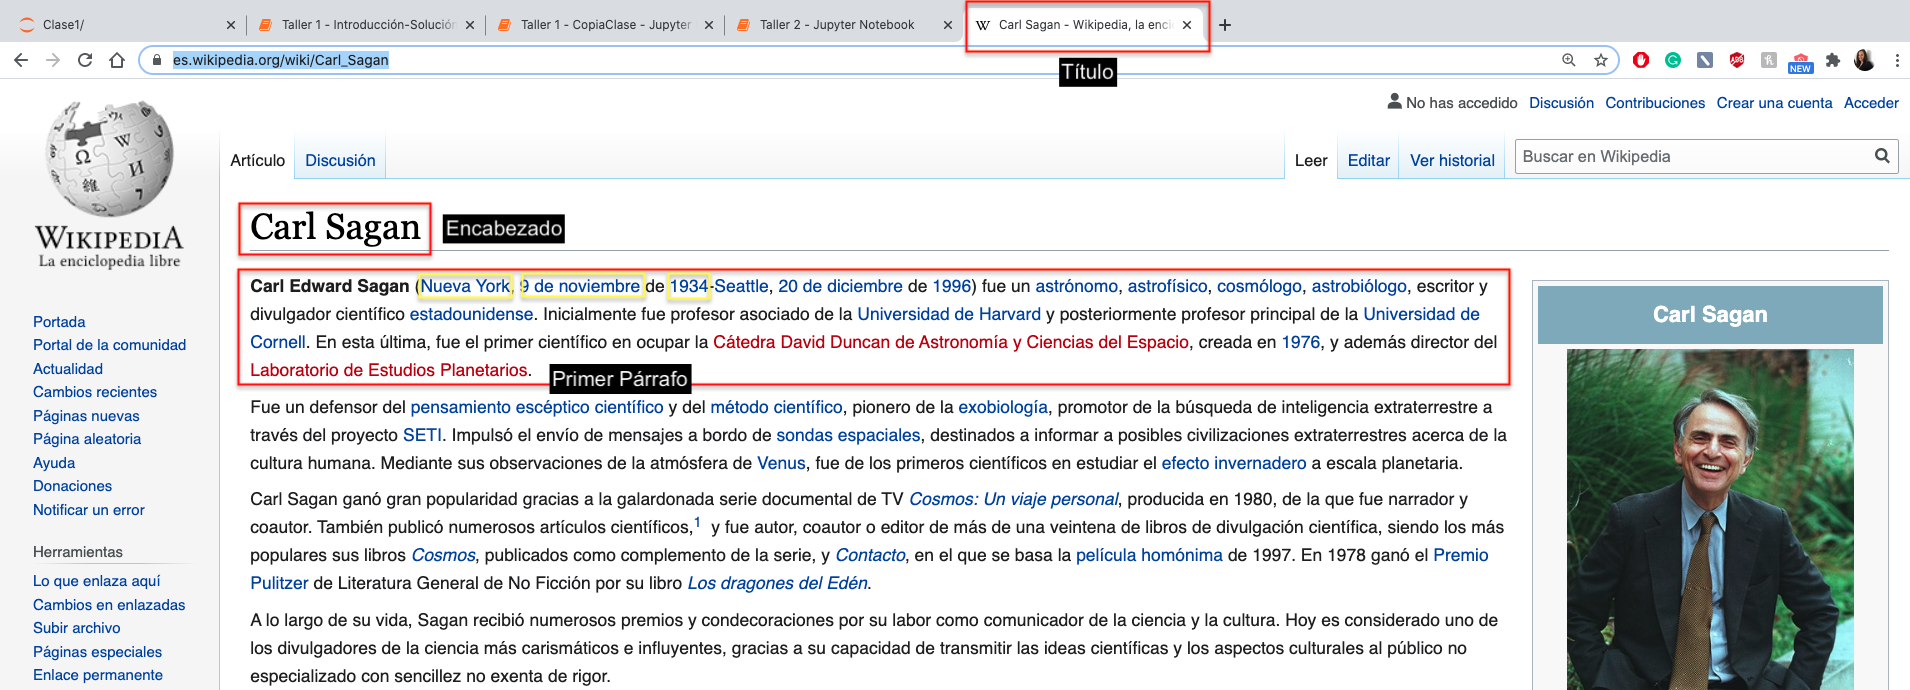 Clase1/
Taller 1 - Introducción-Solución
Taller 1 - CopiaClase - Jupyter
Taller 2 - Jupyter Notebook
Carl Sagan - Wikipedia, la enci
es.wikipedia.org/wiki/Carl_Sagan
NEW
Título
No has accedido Discusión Contribuciones Crear una cuenta Acceder
Artículo Discusión Leer Editar Ver historial Buscar en Wikipedia
WIKIPEDIA
La enciclopedia libre
Portada
Portal de la comunidad
Actualidad
Cambios recientes
Páginas nuevas
Página aleatoria
Ayuda
Donaciones
Notificar un error
Herramientas
Lo que enlaza aquí
Cambios en enlazadas
Subir archivo
Páginas especiales
Enlace permanente
Carl Sagan
Encabezado
Carl Edward Sagan (Nueva York, 9 de noviembre de 1934-Seattle, 20 de diciembre de 1996) fue un astrónomo, astrofísico, cosmólogo, astrobiólogo, escritor y
divulgador científico estadounidense. Inicialmente fue profesor asociado de la Universidad de Harvard y posteriormente profesor principal de la Universidad de
Cornell. En esta última, fue el primer científico en ocupar la Cátedra David Duncan de Astronomía y Ciencias del Espacio, creada en 1976, y además director del
Laboratorio de Estudios Planetarios.
Primer Párrafo
Fue un defensor del pensamiento escéptico científico y del método científico, pionero de la exobiología, promotor de la búsqueda de inteligencia extraterrestre a
través del proyecto SETI. Impulsó el envío de mensajes a bordo de sondas espaciales, destinados a informar a posibles civilizaciones extraterrestres acerca de la
cultura humana. Mediante sus observaciones de la atmósfera de Venus, fue de los primeros científicos en estudiar el efecto invernadero a escala planetaria.
Carl Sagan ganó gran popularidad gracias a la galardonada serie documental de TV Cosmos: Un viaje personal, producida en 1980, de la que fue narrador y
coautor. También publicó numerosos artículos científicos,1 y fue autor, coautor o editor de más de una veintena de libros de divulgación científica, siendo los más
populares sus libros Cosmos, publicados como complemento de la serie, y Contacto, en el que se basa la película homónima de 1997. En 1978 ganó el Premio
Pulitzer de Literatura General de No Ficción por su libro Los dragones del Edén.
A lo largo de su vida, Sagan recibió numerosos premios y condecoraciones por su labor como comunicador de la ciencia y la cultura. Hoy es considerado uno de
los divulgadores de la ciencia más carismáticos e influyentes, gracias a su capacidad de transmitir las ideas científicas y los aspectos culturales al público no
especializado con sencillez no exenta de rigor.
Carl Sagan